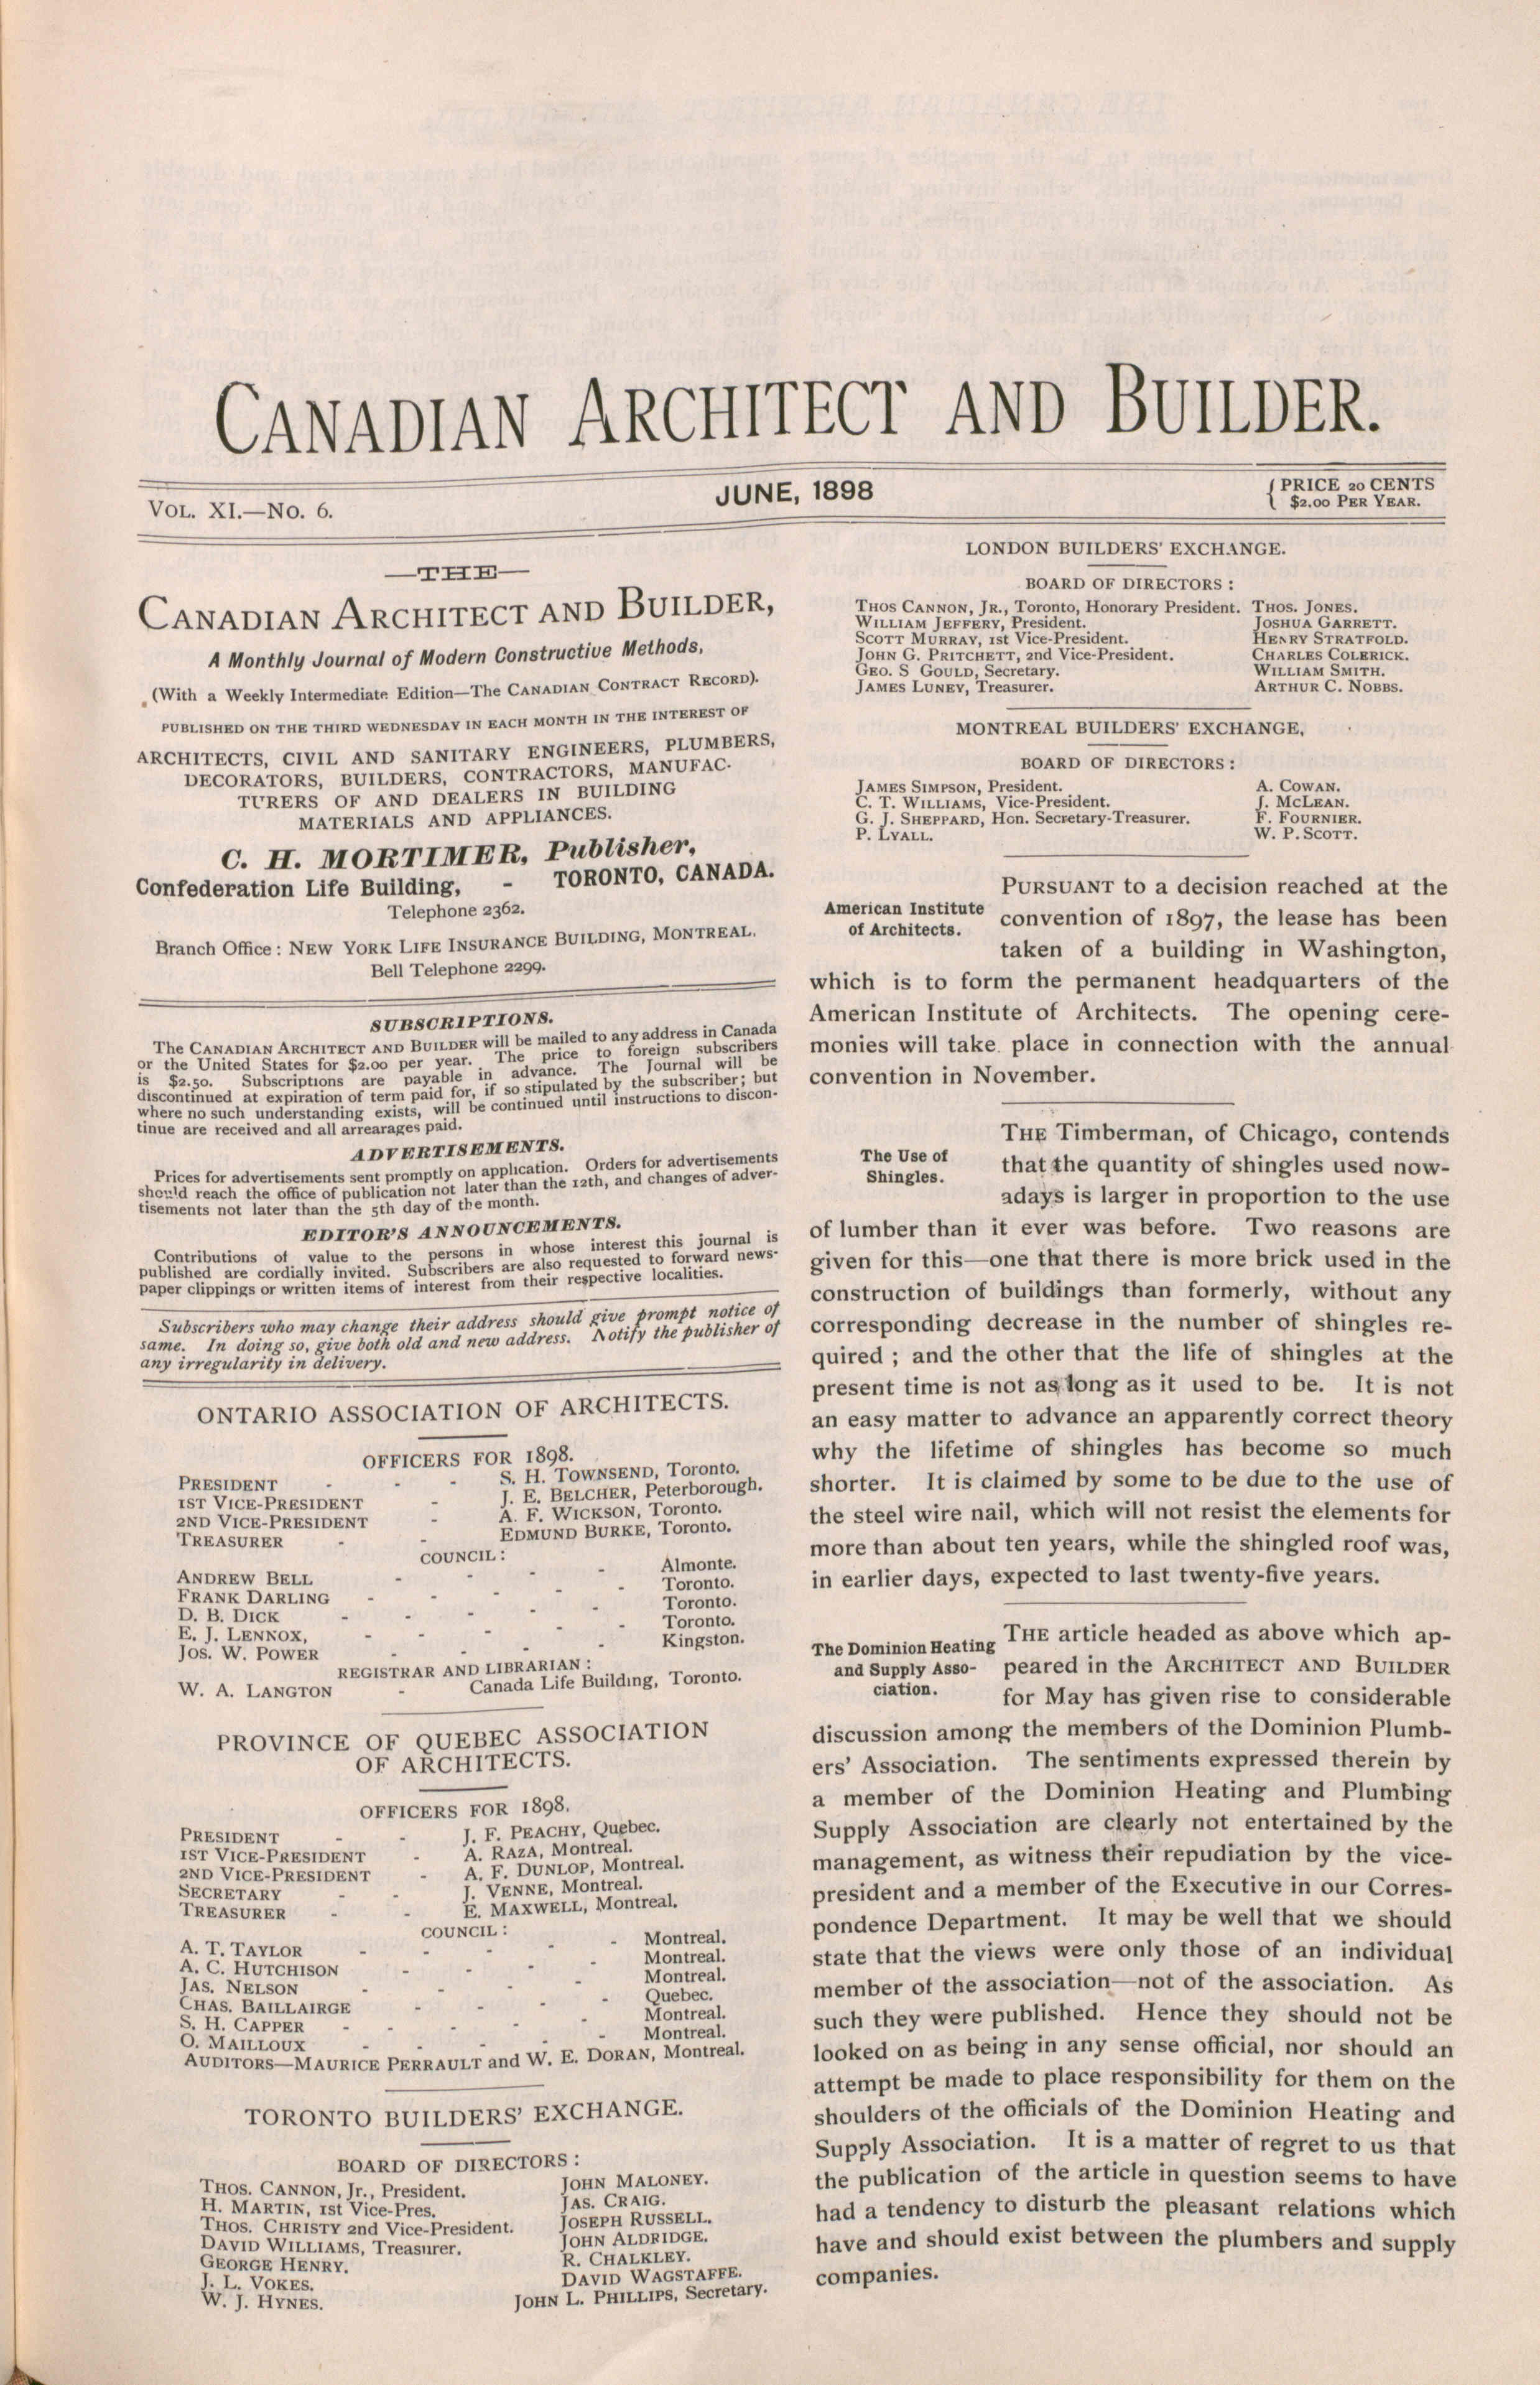 CANADIAN ARCHITECT AND BUILDER.
VOL. XI.—No. 6.
JUNE, 1898
{ PRICE 20 CENTS
$2.00 PER YEAR.
—THE—
CANADIAN ARCHITECT AND BUILDER,
A Monthly Journal of Modern Constructive Methods,
(With a Weekly Intermediate Edition—The CANADIAN CONTRACT RECORD).
PUBLISHED ON THE THIRD WEDNESDAY IN EACH MONTH IN THE INTEREST OF
ARCHITECTS, CIVIL AND SANITARY ENGINEERS, PLUMBERS,
DECORATORS, BUILDERS, CONTRACTORS, MANUFAC-
TURERS OF AND DEALERS IN BUILDING
MATERIALS AND APPLIANCES.
C. H. MORTIMER, Publisher,
Confederation Life Building, - TORONTO, CANADA.
Telephone 2362.
Branch Office: NEW YORK LIFE INSURANCE BUILDING, MONTREAL.
Bell Telephone 2299.
SUBSCRIPTIONS.
The CANADIAN ARCHITECT AND BUILDER will be mailed to any address in Canada
or the United States for $2.00 per year. The price to foreign subscribers
is $2.50. Subscriptions are payable in advance. The Journal will be
discontinued at expiration of term paid for, if so stipulated by the subscriber; but
where no such understanding exists, will be continued until instructions to discon-
tinue are received and all arrearages paid.
ADVERTISEMENTS.
Prices for advertisements sent promptly on application. Orders for advertisements
should reach the office of publication not later than the 12th, and changes of adver-
tisements not later than the 5th day of the month.
EDITOR'S ANNOUNCEMENTS.
Contributions of value to the persons in whose interest this journal is
published are cordially invited. Subscribers are also requested to forward news-
paper clippings or written items of interest from their respective localities.
Subscribers who may change their address should give prompt notice of
same. In doing so, give both old and new address. Notify the publisher of
any irregularity in delivery.
ONTARIO ASSOCIATION OF ARCHITECTS.
OFFICERS FOR 1898.
PRESIDENT - - - S. H. TOWNSEND, Toronto.
1ST VICE-PRESIDENT - J. E. BELCHER, Peterborough.
2ND VICE-PRESIDENT - A. F. WICKSON, Toronto.
TREASURER - - EDMUND BURKE, Toronto.
COUNCIL:
ANDREW BELL - - - - Almonte.
FRANK DARLING - - - - - Toronto.
D. B. DICK - - - - - Toronto.
E. J. LENNOX, - - - - - Toronto.
JOS. W. POWER - - - - Kingston.
REGISTRAR AND LIBRARIAN:
W. A. LANGTON - Canada Life Building, Toronto.
PROVINCE OF QUEBEC ASSOCIATION
OF ARCHITECTS.
OFFICERS FOR 1898.
PRESIDENT - - J. F. PEACHY, Quebec.
1ST VICE-PRESIDENT - A. RAZA, Montreal.
2ND VICE-PRESIDENT - A. F. DUNLOP, Montreal.
SECRETARY - - J. VENNE, Montreal.
TREASURER - - E. MAXWELL, Montreal.
COUNCIL:
A. T. TAYLOR - - - - - Montreal.
A. C. HUTCHISON - - - - Montreal.
JAS. NELSON - - - - Montreal.
CHAS. BAILLAIRGE - - - - Quebec.
S. H. CAPPER - - - - - Montreal.
O. MAILLOUX - - - - - Montreal.
AUDITORS—MAURICE PERRAULT and W. E. DORAN, Montreal.
TORONTO BUILDERS' EXCHANGE.
BOARD OF DIRECTORS:
THOS. CANNON, Jr., President. JOHN MALONEY.
H. MARTIN, 1st Vice-Pres. JAS. CRAIG.
THOS. CHRISTY 2nd Vice-President. JOSEPH RUSSELL.
DAVID WILLIAMS, Treasurer. JOHN ALDRIDGE.
GEORGE HENRY. R. CHALKLEY.
J. L. VOKES. DAVID WAGSTAFFE.
W. J. HYNES. JOHN L. PHILLIPS, Secretary.
LONDON BUILDERS' EXCHANGE.
BOARD OF DIRECTORS:
THOS CANNON, JR., Toronto, Honorary President. THOS. JONES.
WILLIAM JEFFERY, President. JOSHUA GARRETT.
SCOTT MURRAY, 1st Vice-President. HENRY STRATFOLD.
JOHN G. PRITCHETT, 2nd Vice-President. CHARLES COLERICK.
GEO. S GOULD, Secretary. WILLIAM SMITH.
JAMES LUNEY, Treasurer. ARTHUR C. NOBBS.
MONTREAL BUILDERS' EXCHANGE,
BOARD OF DIRECTORS:
JAMES SIMPSON, President. A. COWAN.
C. T. WILLIAMS, Vice-President. J. MCLEAN.
G. J. SHEPPARD, Hon. Secretary-Treasurer. F. FOURNIER.
P. LYALL. W. P. SCOTT.
American Institute
of Architects.
PURSUANT to a decision reached at the
convention of 1897, the lease has been
taken of a building in Washington,
which is to form the permanent headquarters of the
American Institute of Architects. The opening cere-
monies will take place in connection with the annual
convention in November.
The Use of
Shingles.
THE Timberman, of Chicago, contends
that the quantity of shingles used now-
adays is larger in proportion to the use
of lumber than it ever was before. Two reasons are
given for this—one that there is more brick used in the
construction of buildings than formerly, without any
corresponding decrease in the number of shingles re-
quired ; and the other that the life of shingles at the
present time is not as long as it used to be. It is not
an easy matter to advance an apparently correct theory
why the lifetime of shingles has become so much
shorter. It is claimed by some to be due to the use of
the steel wire nail, which will not resist the elements for
more than about ten years, while the shingled roof was,
in earlier days, expected to last twenty-five years.
The Dominion Heating
and Supply Asso-
ciation.
THE article headed as above which ap-
peared in the ARCHITECT AND BUILDER
for May has given rise to considerable
discussion among the members of the Dominion Plumb-
ers' Association. The sentiments expressed therein by
a member of the Dominion Heating and Plumbing
Supply Association are clearly not entertained by the
management, as witness their repudiation by the vice-
president and a member of the Executive in our Corres-
pondence Department. It may be well that we should
state that the views were only those of an individual
member of the association—not of the association. As
such they were published. Hence they should not be
looked on as being in any sense official, nor should an
attempt be made to place responsibility for them on the
shoulders of the officials of the Dominion Heating and
Supply Association. It is a matter of regret to us that
the publication of the article in question seems to have
had a tendency to disturb the pleasant relations which
have and should exist between the plumbers and supply
companies.